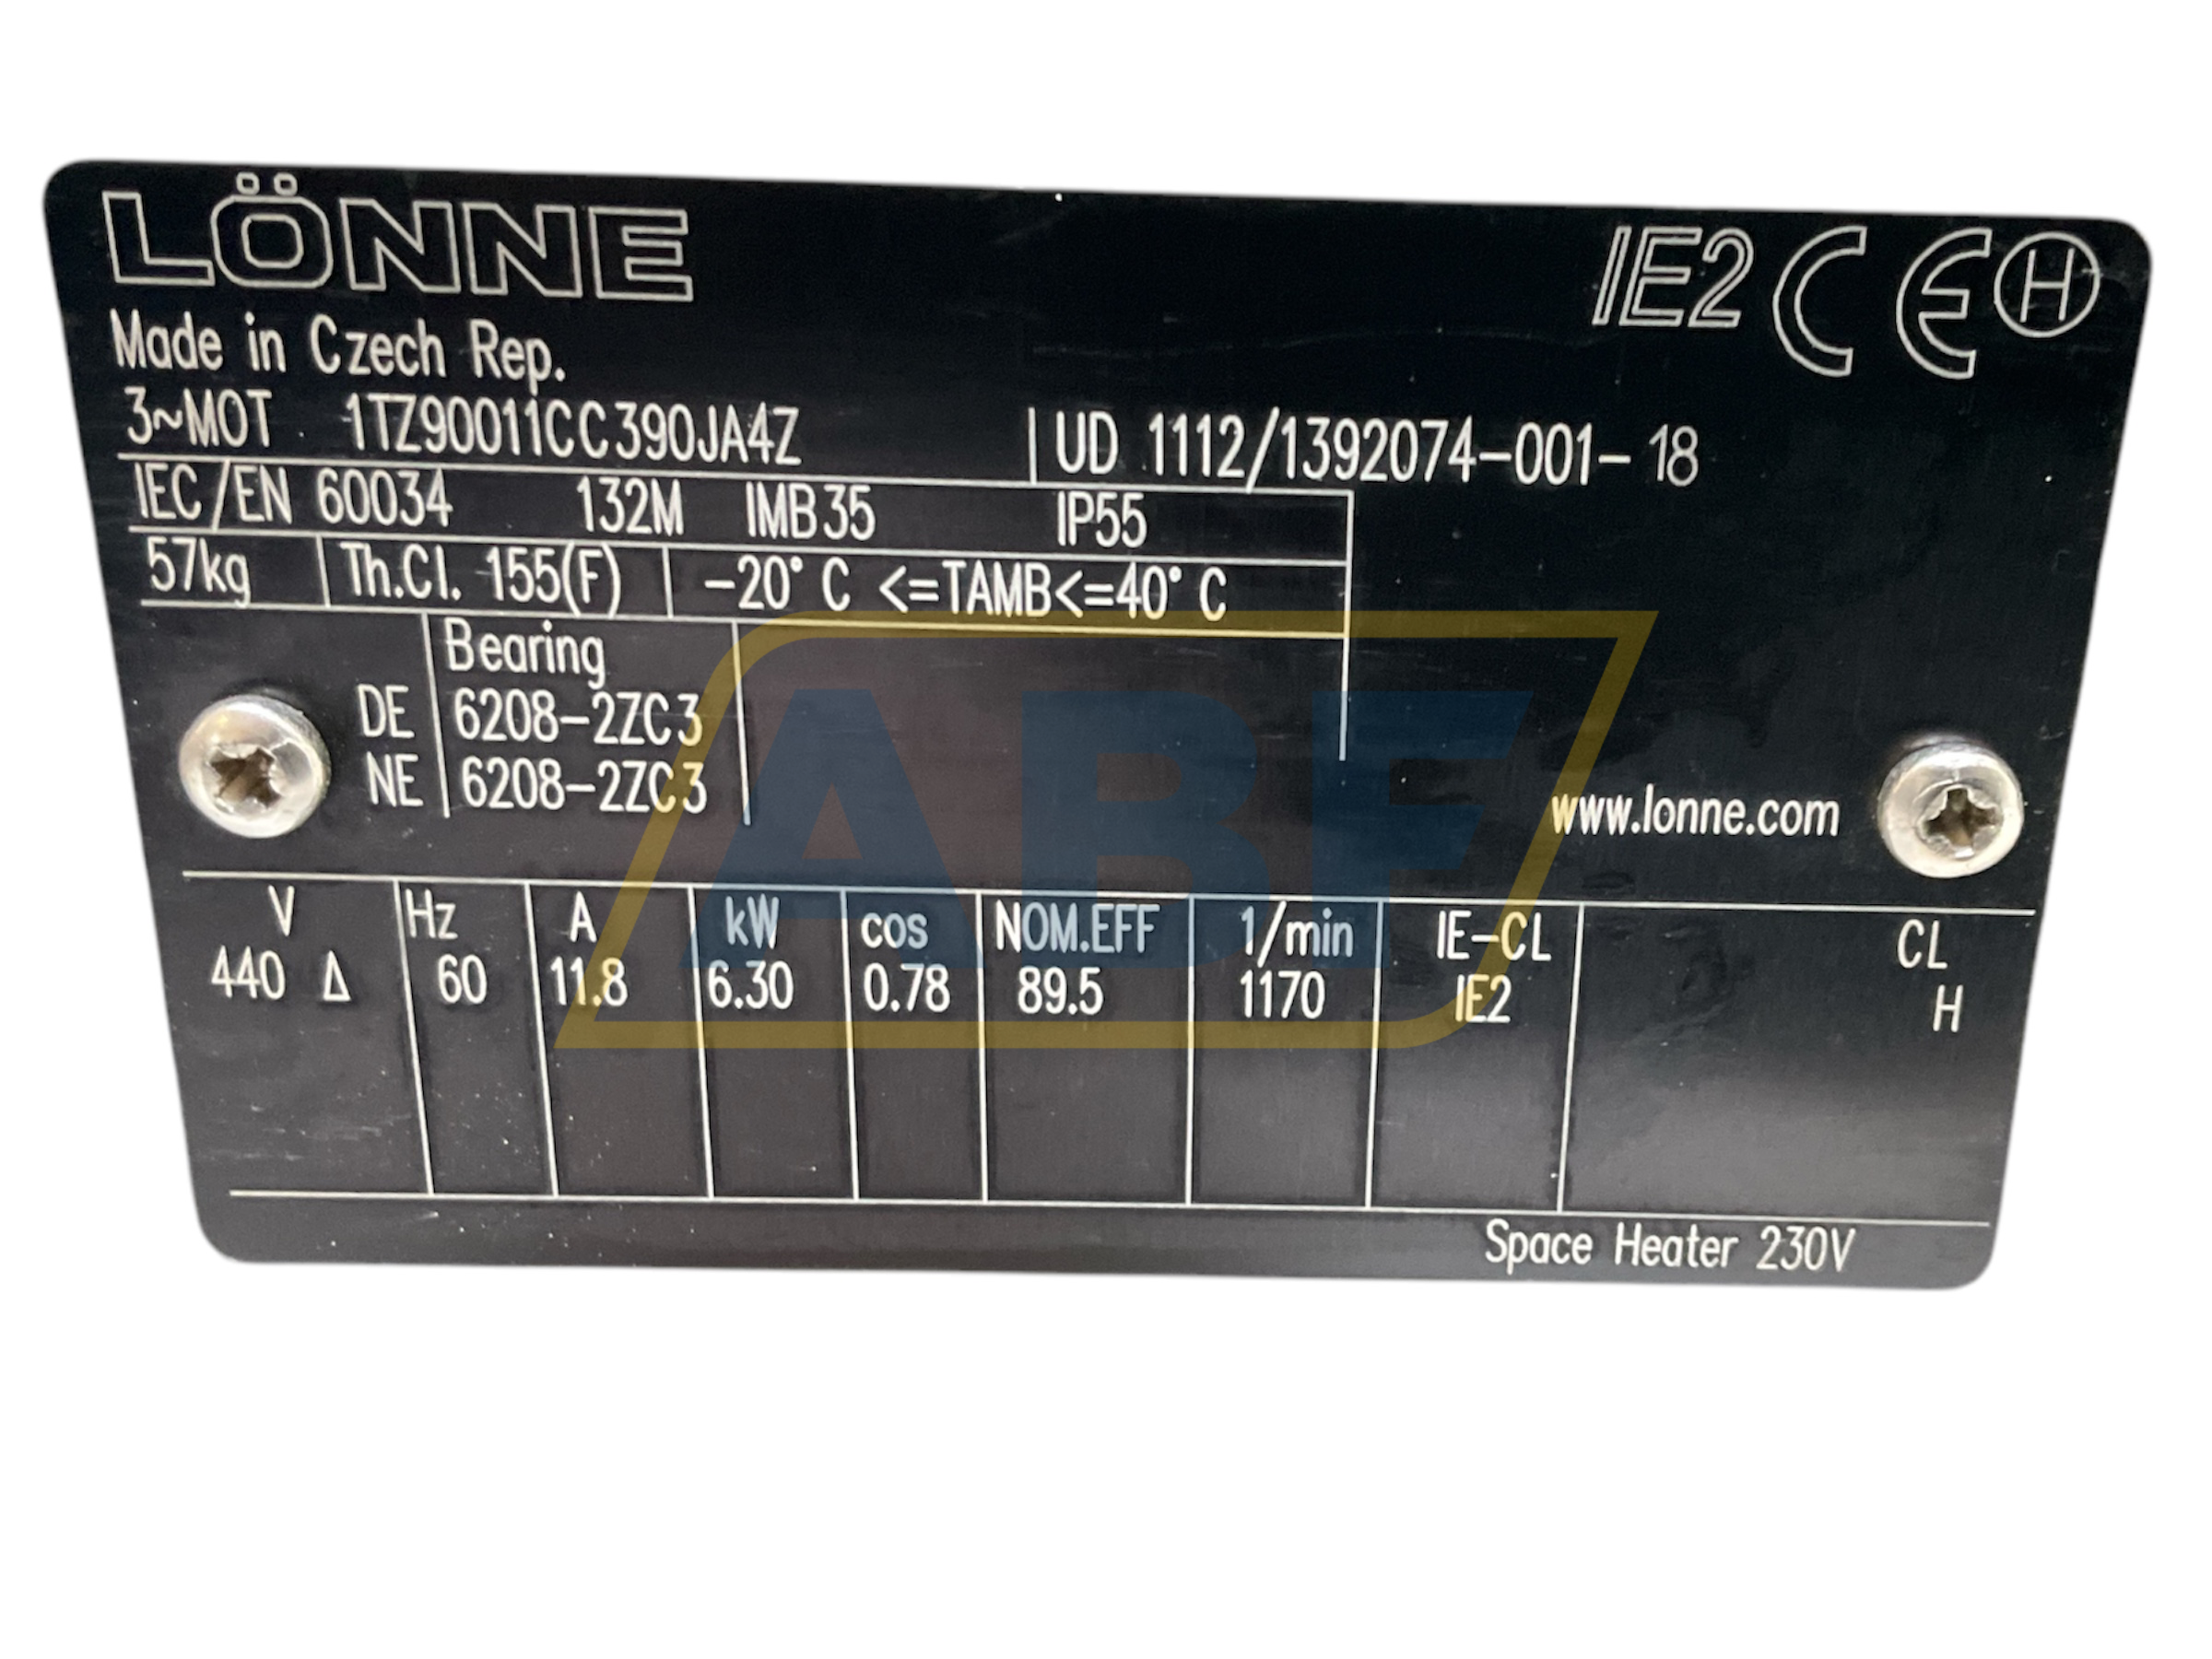 LÖNNE
IE2 CE H
Made in Czech Rep.
3~MOT 1TZ90011CC390JA4Z UD 1112/1392074-001-18
IEC/EN 60034 132M IMB35 IP55
57kg Th.Cl. 155(F) -20° C <=TAMB<=40° C
Bearing
DE 6208-2ZC3
NE 6208-2ZC3
www.lonne.com
ABF
V Hz A kW cos NOM.EFF 1/min IE-CL CL
440 Δ 60 11.8 6.30 0.78 89.5 1170 IE2 H
Space Heater 230V